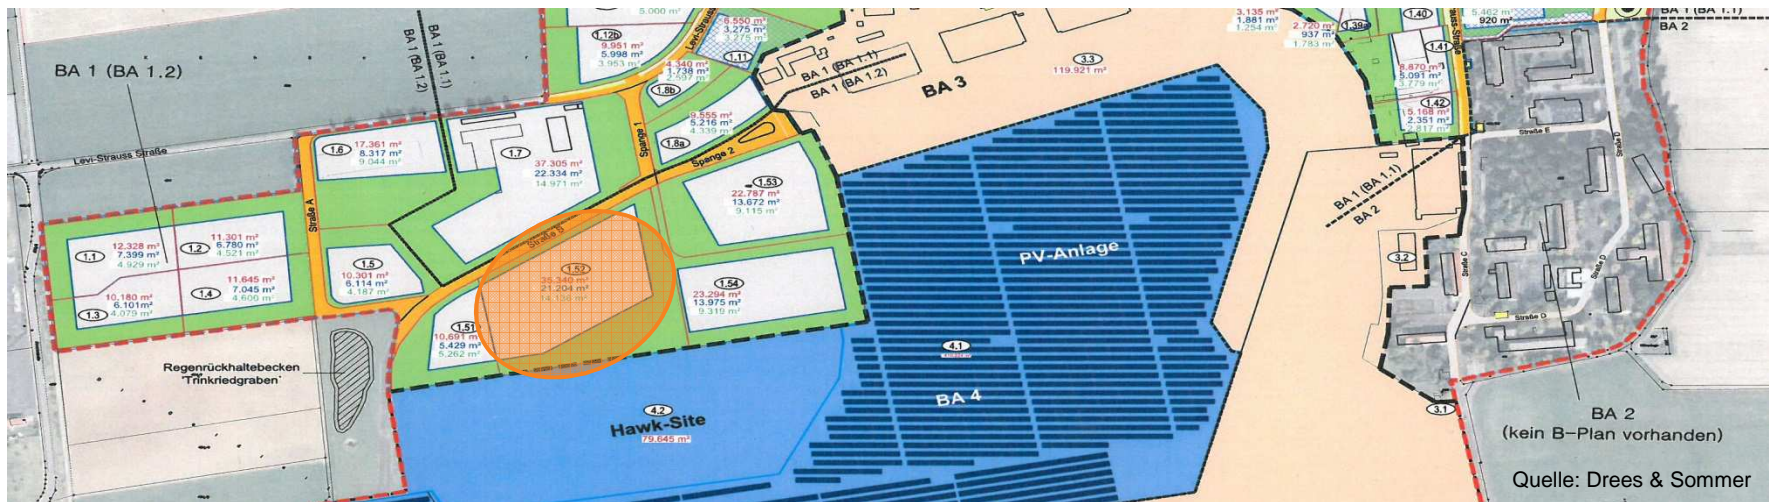 5.000 m²
1.12b
9.951 m²
5.998 m²
3.953 m²
Levi-Strauss
6.550 m²
3.275 m²
3.275 m²
1.11
4.340 m²
1.738 m²
2.597 m²
1.8b
BA 1 (BA 1.1)
BA 1 (BA 1.2)
BA 1 (BA 1.2)
BA 1 (BA 1.1)
BA 1 (BA 1.2)
BA 3
3.3
119.921 m²
3.135 m²
1.881 m²
1.254 m²
2.720 m²
937 m²
1.783 m²
1.39a
1.40
5.462 m²
920 m²
BA 1 (BA 1.1)
BA 2
1.41
8.870 m²
5.091 m²
3.779 m²
1.42
5.168 m²
2.351 m²
2.817 m²
Straße E
Straße D
Levi-Strauss Straße
1.6
17.361 m²
8.317 m²
9.044 m²
1.7
37.305 m²
22.334 m²
14.971 m²
Spange 1
9.555 m²
5.216 m²
4.339 m²
1.8a
Spange 2
1.53
22.787 m²
13.672 m²
9.115 m²
Straße A
Straße B
1.1
12.328 m²
7.399 m²
4.929 m²
1.2
11.301 m²
6.780 m²
4.521 m²
10.180 m²
6.101m²
4.079 m²
1.3
11.645 m²
7.045 m²
4.600 m²
1.4
1.5
10.301 m²
6.114 m²
4.187 m²
1.52
35.340 m²
21.204 m²
14.136 m²
1.54
23.294 m²
13.975 m²
9.319 m²
1.51
10.691 m²
5.429 m²
5.262 m²
PV-Anlage
BA 1 (BA 1.1)
BA 2
3.2
Straße C
Straße D
Straße D
Regenrückhaltebecken
'Trinkriedgraben'
4.1
BA 4
4.2
Hawk-Site
79.645 m²
3.1
BA 2
(kein B-Plan vorhanden)
Quelle: Drees & Sommer